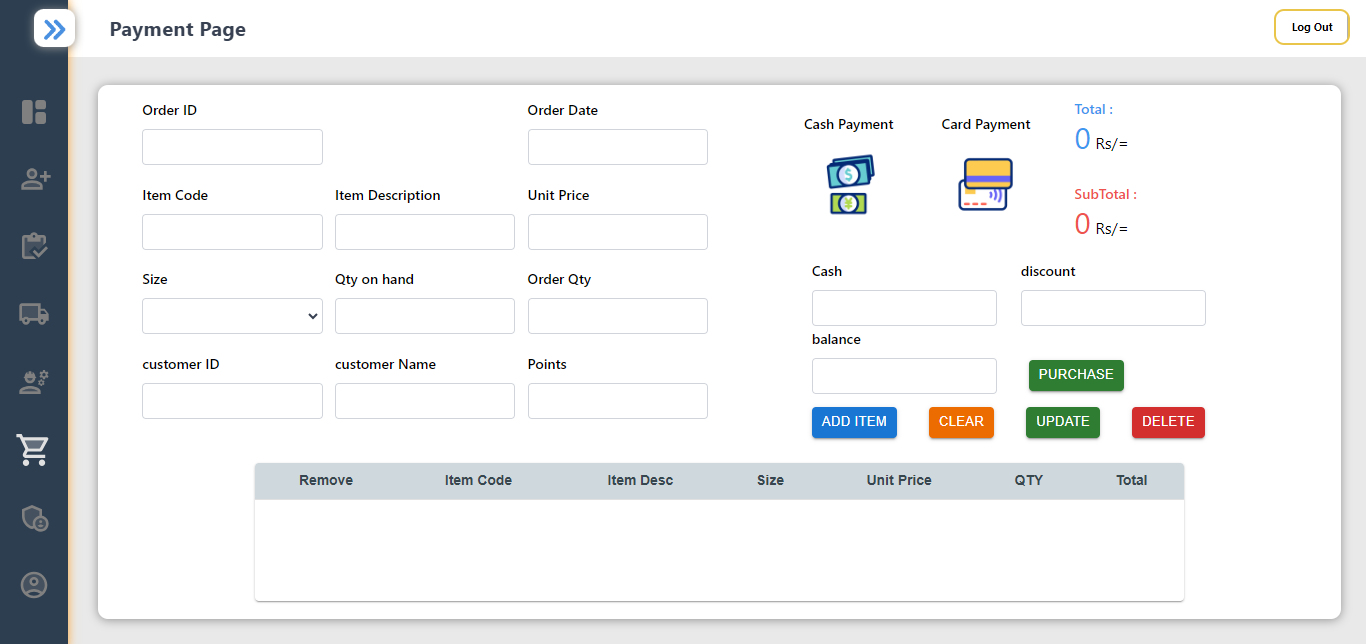 Payment Page
Log Out
Order ID
Order Date
Cash Payment
Card Payment
Total :
0 Rs/=
Item Code
Item Description
Unit Price
SubTotal :
0 Rs/=
Size
Qty on hand
Order Qty
Cash
discount
balance
customer ID
customer Name
Points
PURCHASE
ADD ITEM
CLEAR
UPDATE
DELETE
Remove Item Code Item Desc Size Unit Price QTY Total